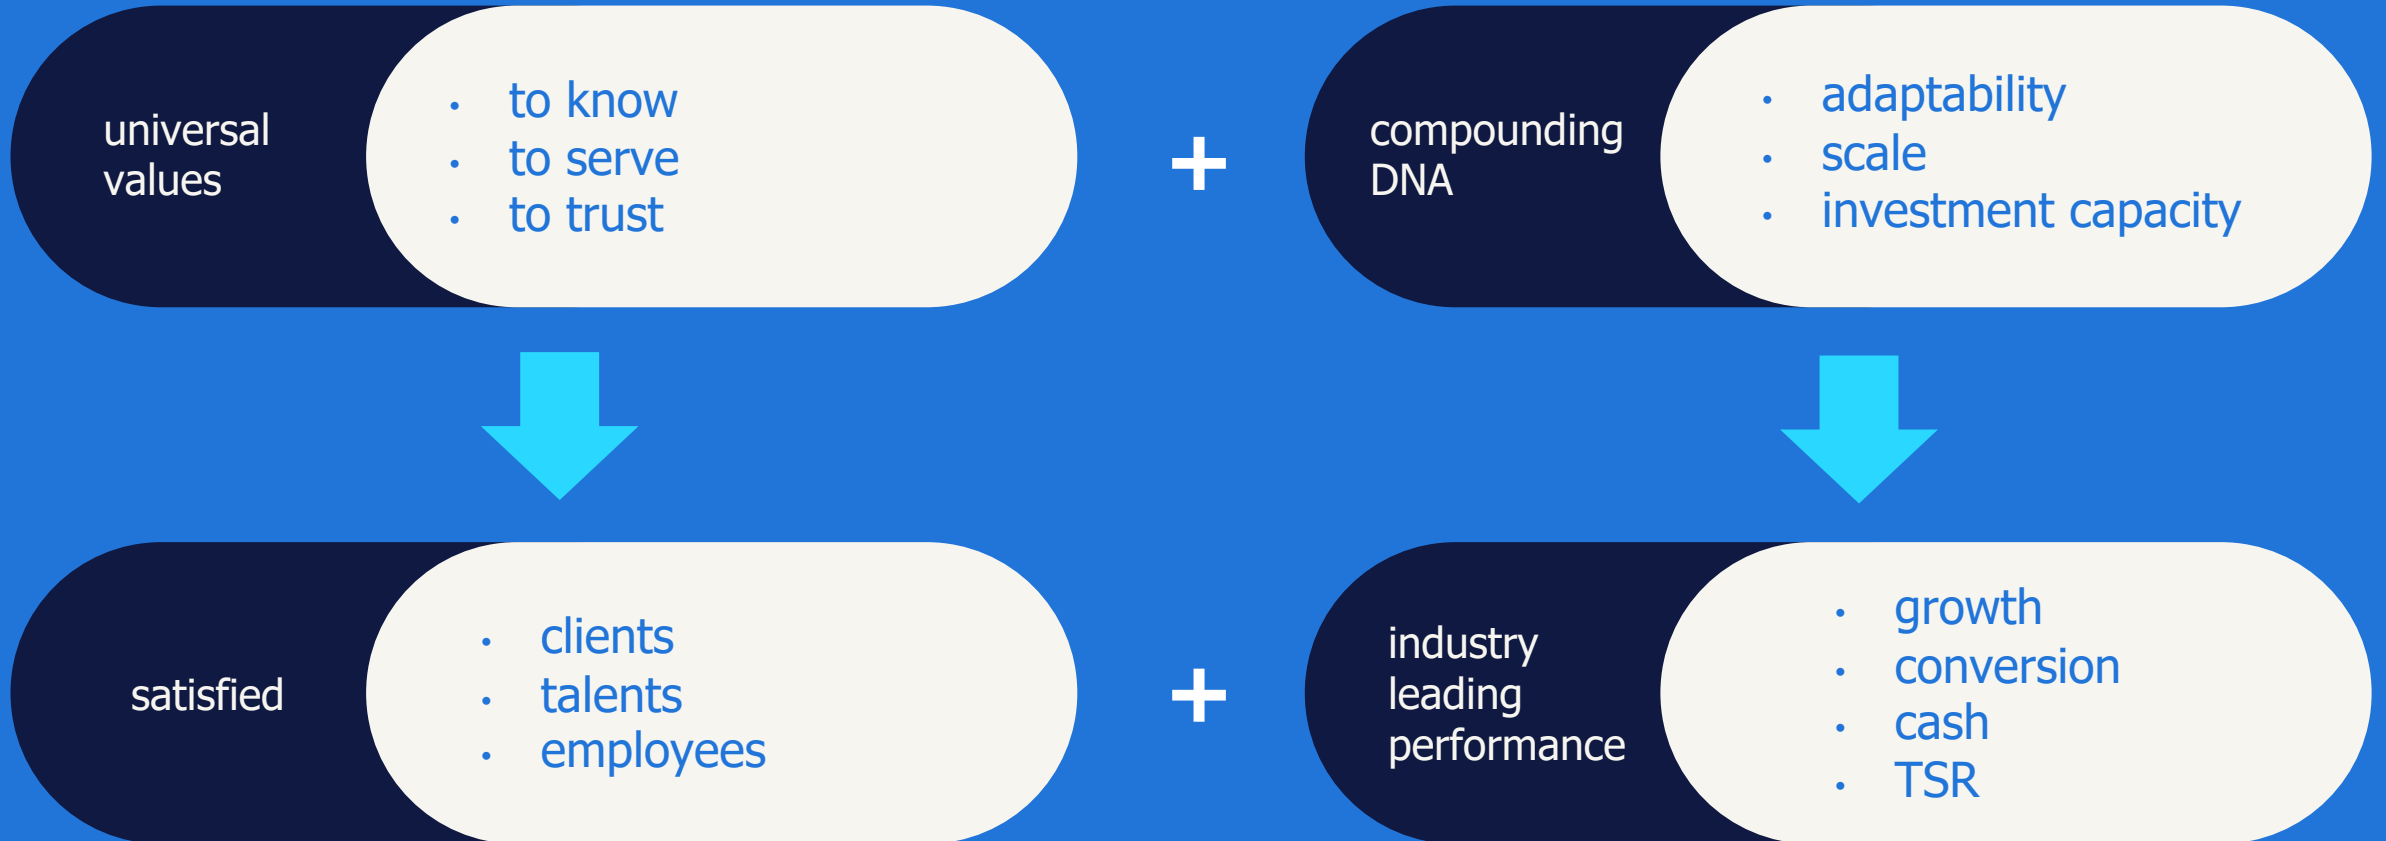 universal
values
• to know
• to serve
• to trust
+
compounding
DNA
• adaptability
• scale
• investment capacity
satisfied
• clients
• talents
• employees
+
industry
leading
performance
• growth
• conversion
• cash
• TSR